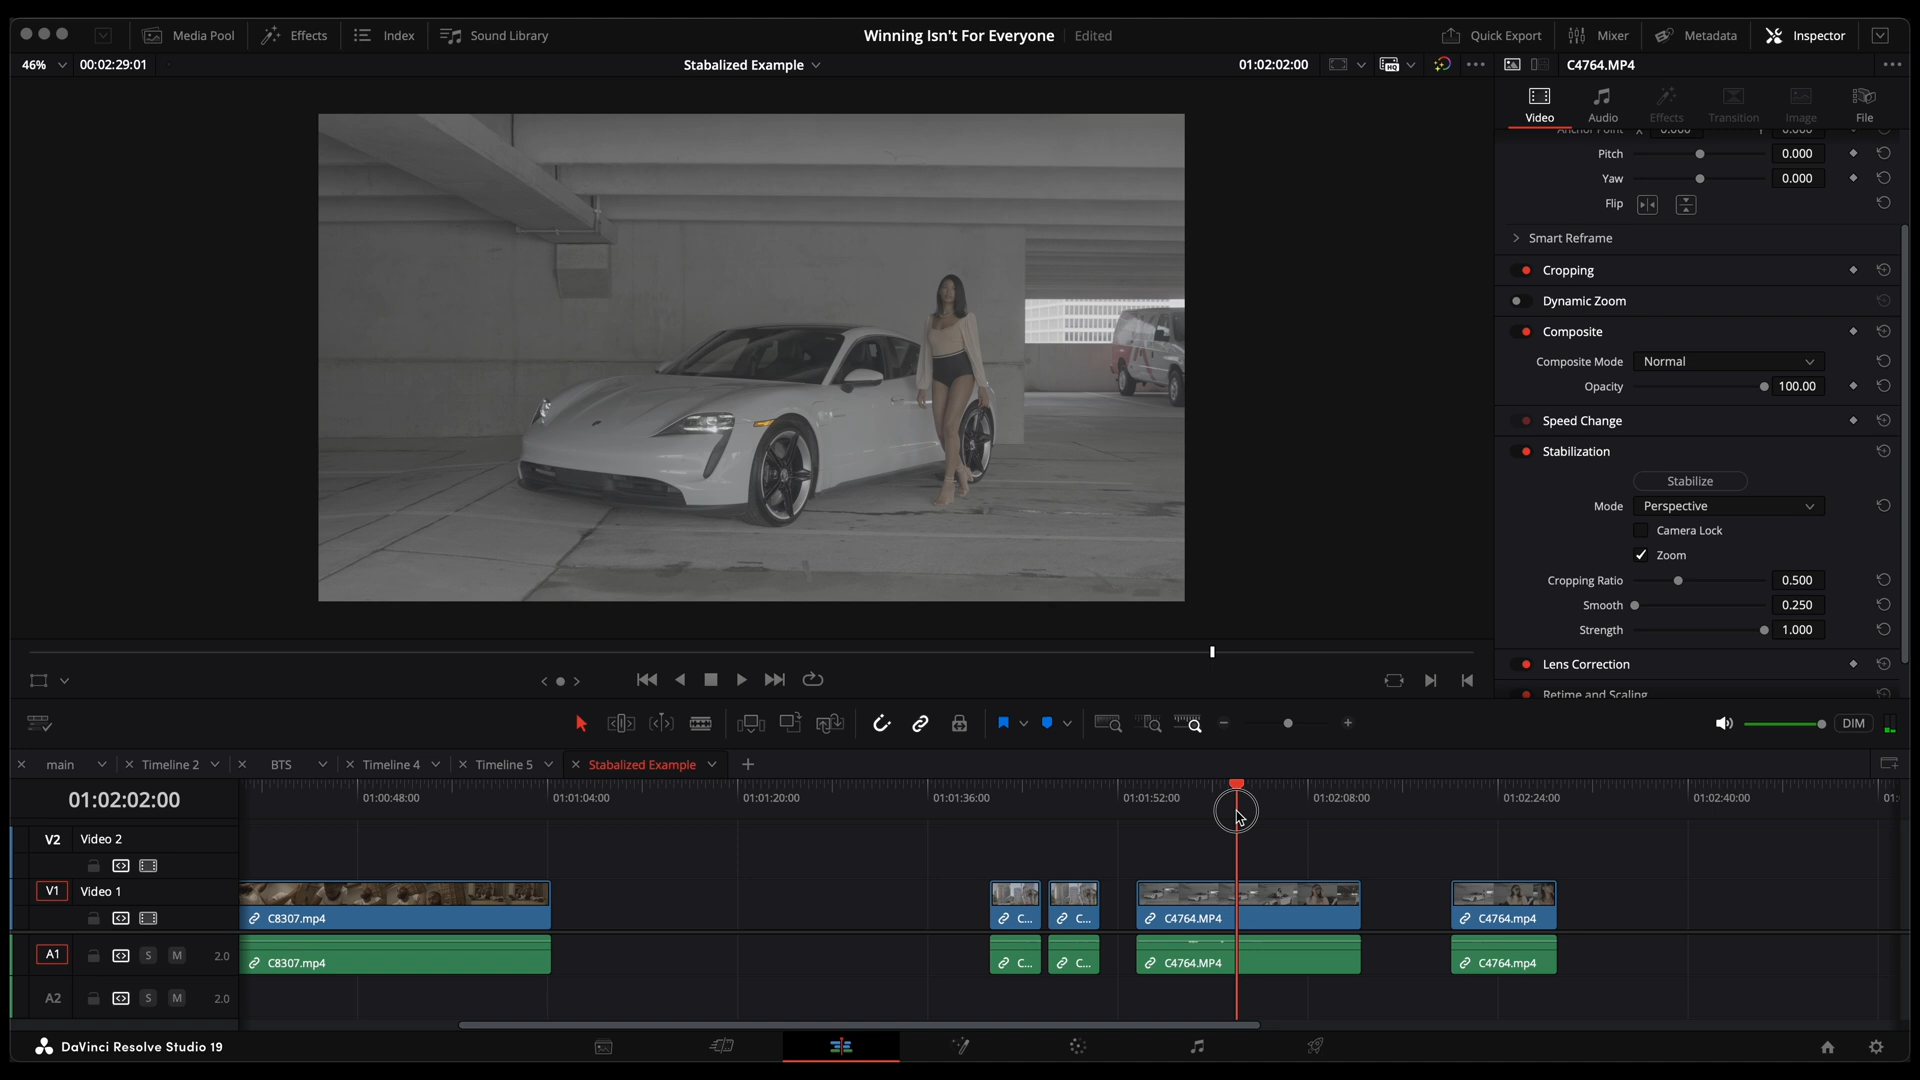 Media Pool Effects Index Sound Library Winning Isn't For Everyone Edited Quick Export Mixer Metadata Inspector
46% 00:02:29:01 Stabalized Example 01:02:02:00 HQ C4764.MP4
Video Audio Effects Transition Image File
Anchor Point X 0.000 Y 0.000
Pitch 0.000
Yaw 0.000
Flip
Smart Reframe
Cropping
Dynamic Zoom
Composite
Composite Mode Normal
Opacity 100.00
Speed Change
Stabilization
Stabilize
Mode Perspective
Camera Lock
Zoom
Cropping Ratio 0.500
Smooth 0.250
Strength 1.000
Lens Correction
Retime and Scaling
DIM
main Timeline 2 BTS Timeline 4 Timeline 5 Stabalized Example
01:02:02:00 01:00:48:00 01:01:04:00 01:01:20:00 01:01:36:00 01:01:52:00 01:02:08:00 01:02:24:00 01:02:40:00 01:
V2 Video 2
V1 Video 1
C8307.mp4 C... C... C4764.MP4 C4764.mp4
A1 S M 2.0
C8307.mp4 C... C... C4764.MP4 C4764.mp4
A2 S M 2.0
DaVinci Resolve Studio 19